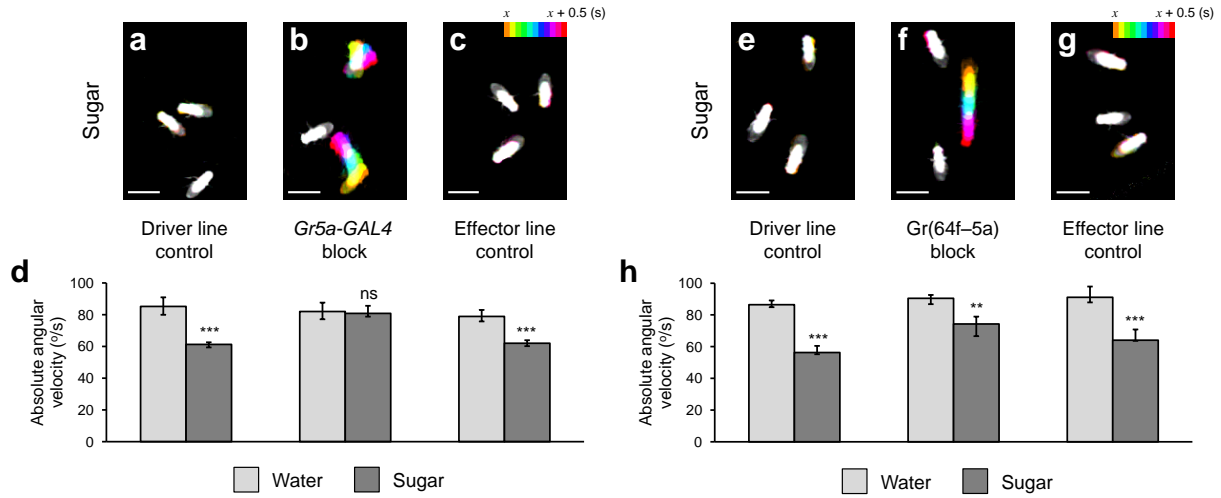 x x + 0.5 (s) x x + 0.5 (s)
a b c e f g
Sugar Sugar
Driver line control
Gr5a-GAL4 block
Effector line control
Driver line control
Gr(64f–5a) block
Effector line control
d
Absolute angular
velocity (º/s)
100
80
60
40
20
0
***
ns
***
Water Sugar
h
Absolute angular
velocity (º/s)
100
80
60
40
20
0
***
**
***
Water Sugar